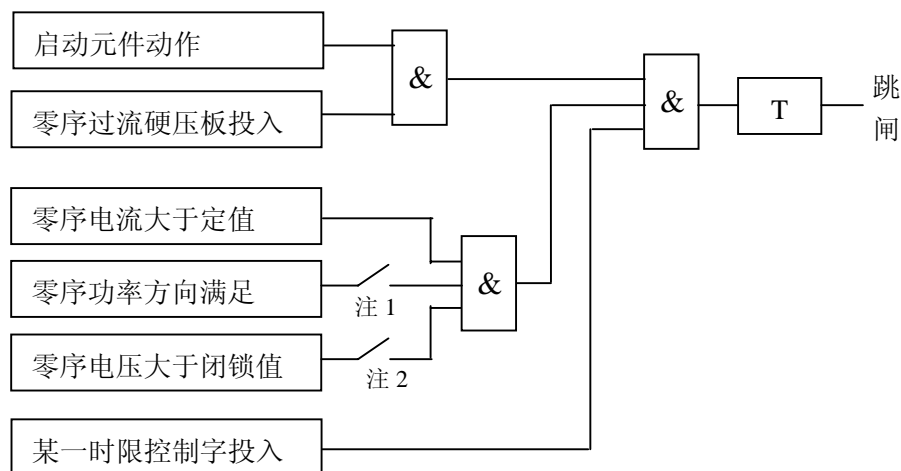 启动元件动作
&
零序过流硬压板投入
&
T
跳
闸
零序电流大于定值
零序功率方向满足
注 1
&
零序电压大于闭锁值
注 2
某一时限控制字投入